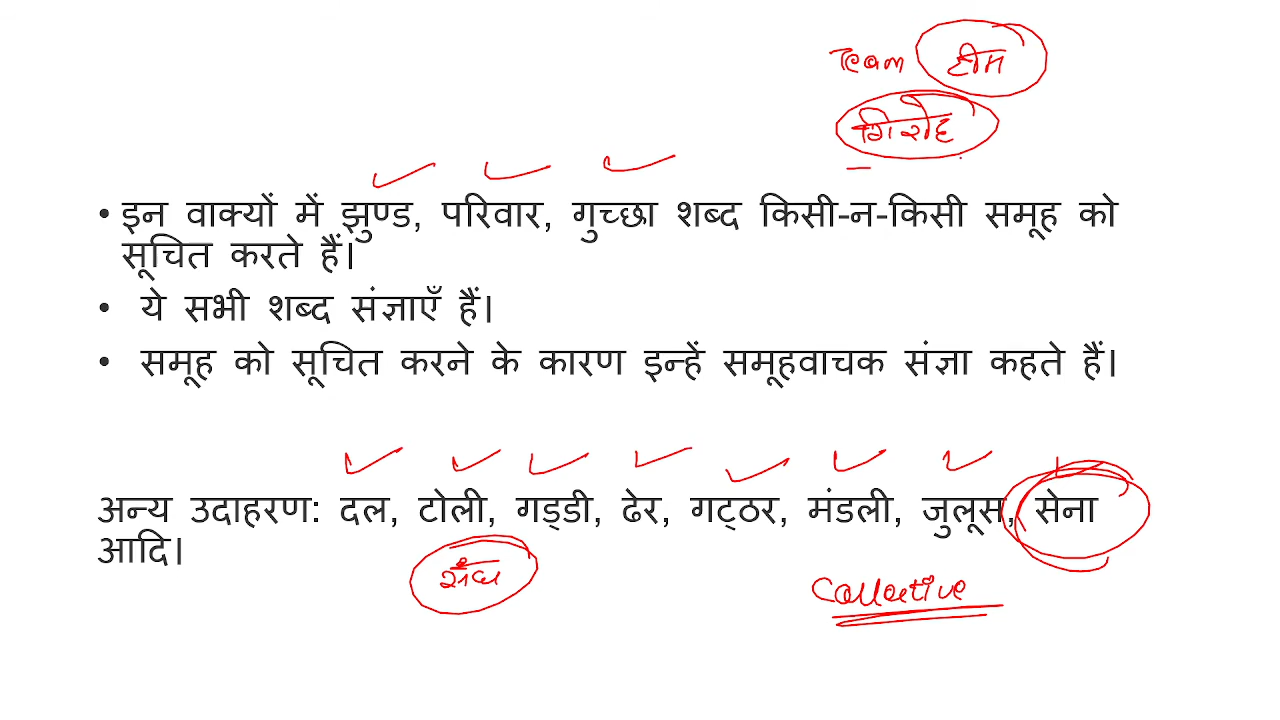 Team टीम
गिरोह
• इन वाक्यों में झुण्ड, परिवार, गुच्छा शब्द किसी-न-किसी समूह को
सूचित करते हैं।
• ये सभी शब्द संज्ञाएँ हैं।
• समूह को सूचित करने के कारण इन्हें समूहवाचक संज्ञा कहते हैं।
अन्य उदाहरण: दल, टोली, गड्डी, ढेर, गट्ठर, मंडली, जुलूस, सेना
आदि।
संघ
Collective